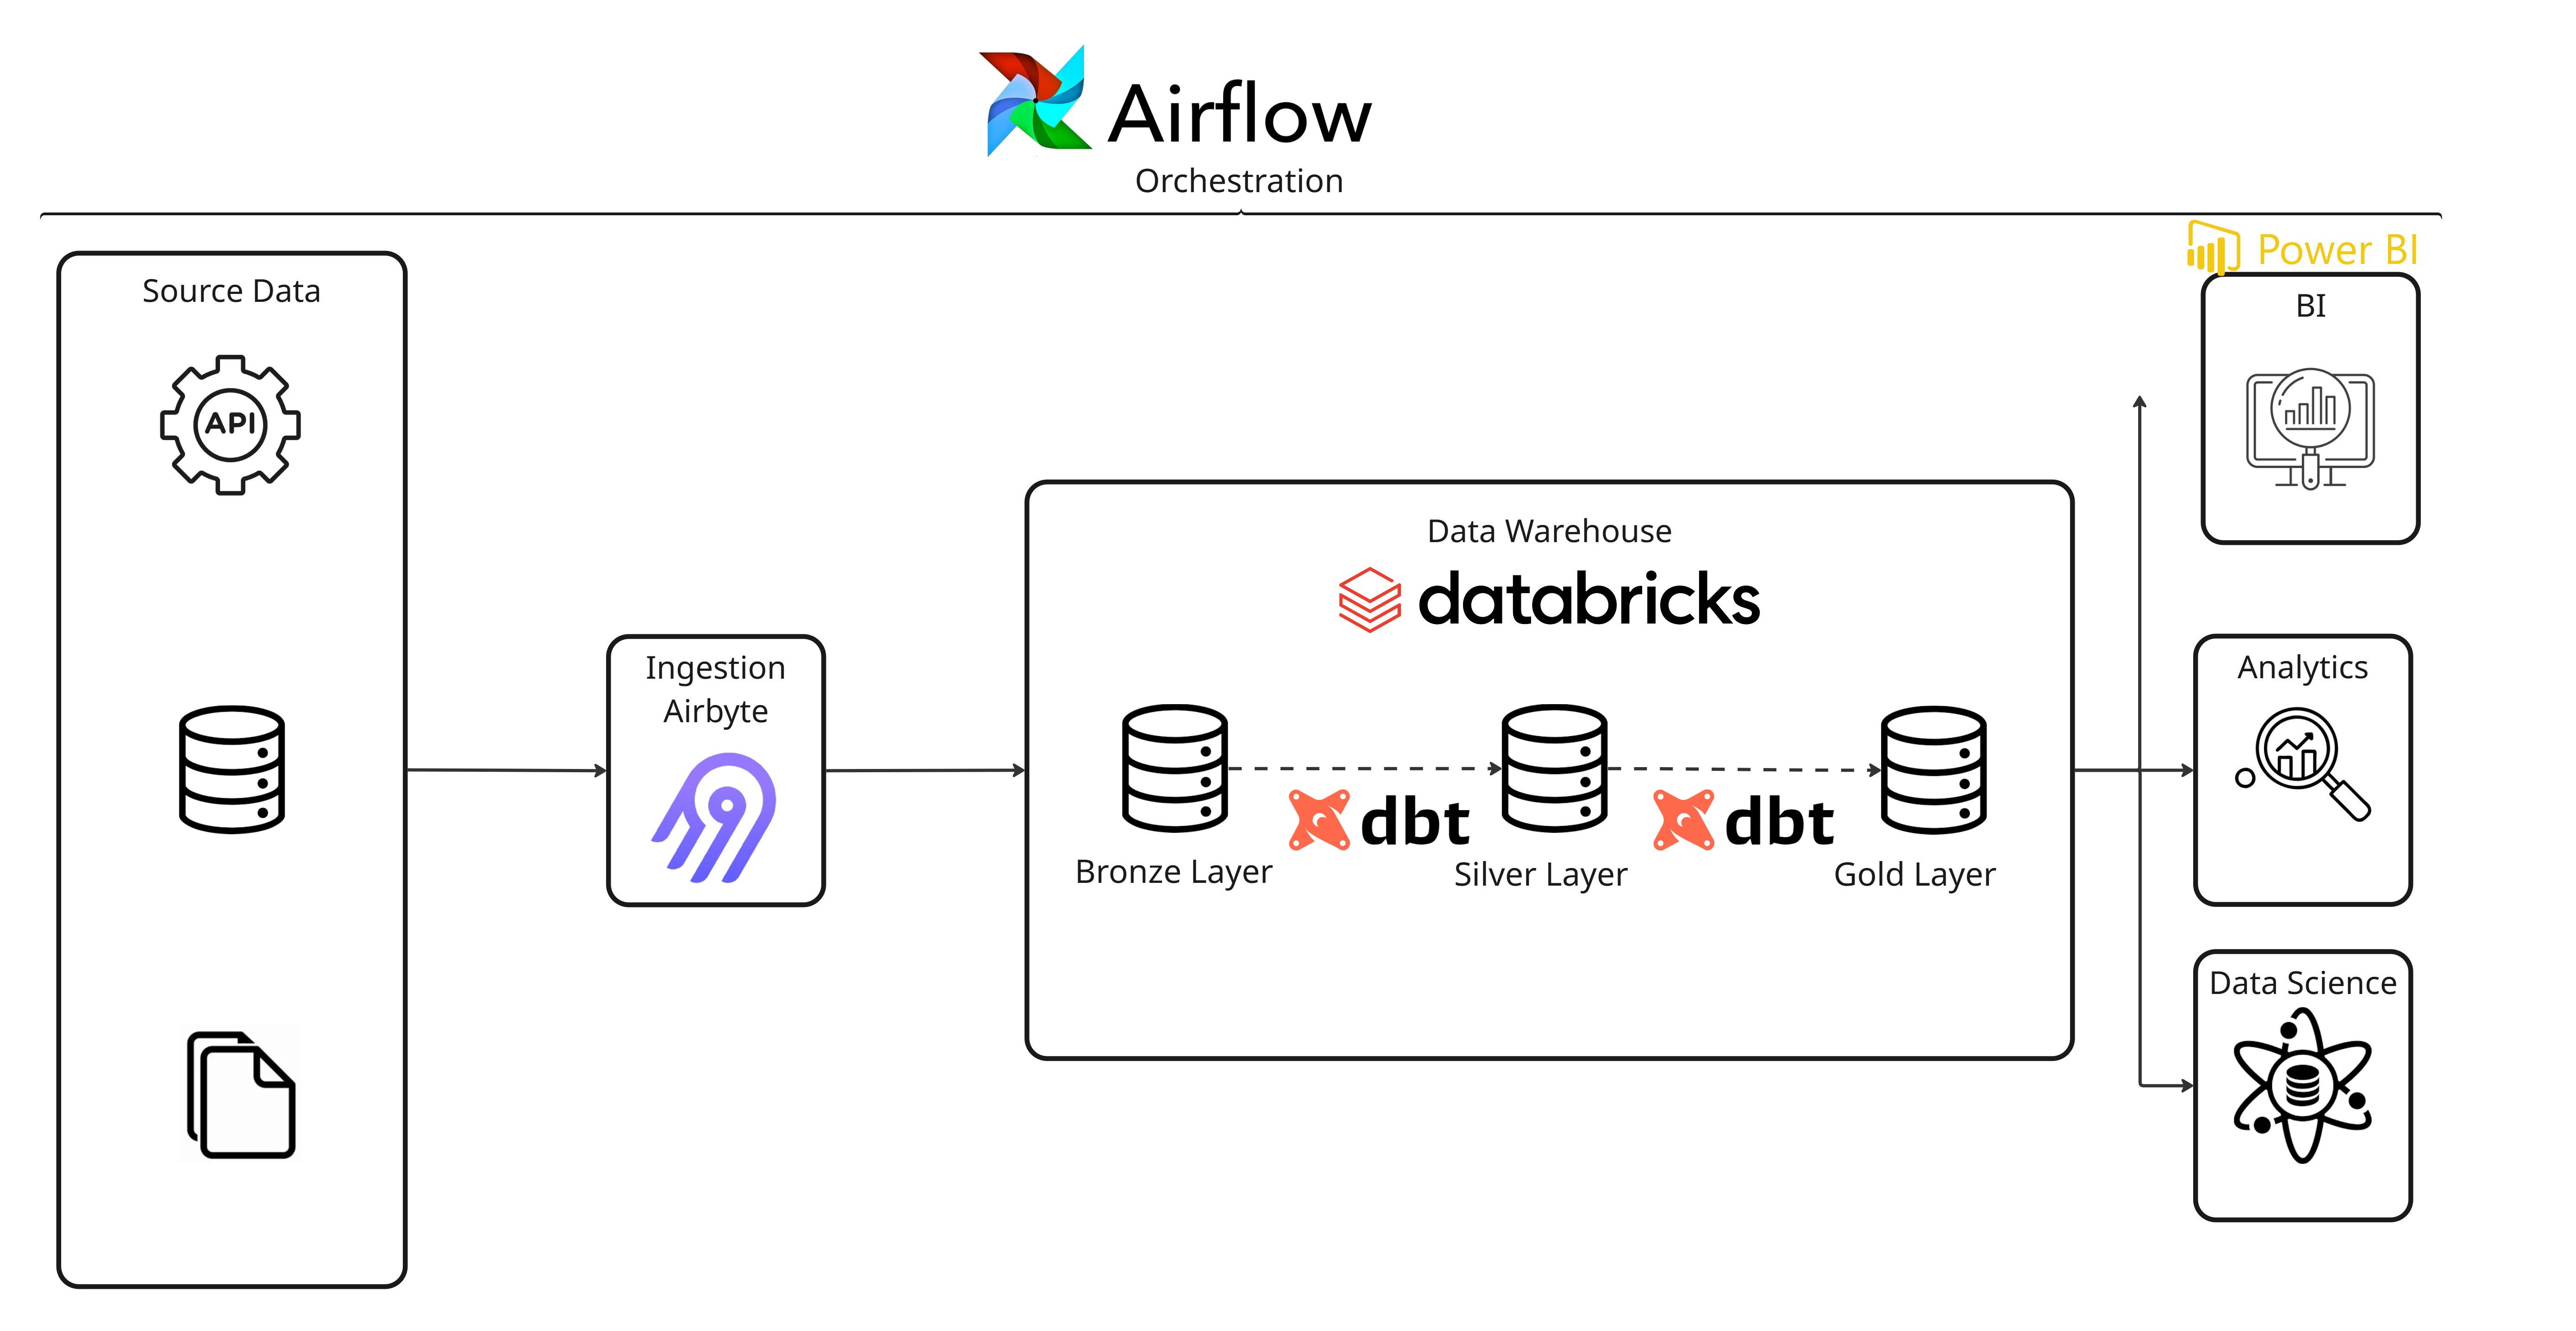 Airflow
Orchestration
Power BI
Source Data
API
BI
Data Warehouse
databricks
Ingestion
Airbyte
Analytics
dbt
dbt
Bronze Layer
Silver Layer
Gold Layer
Data Science